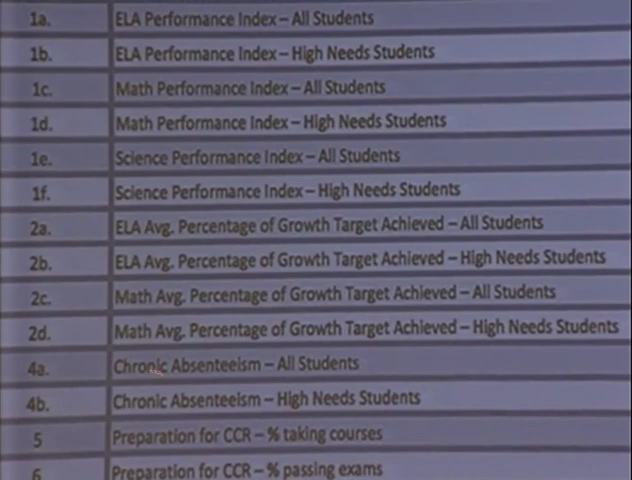 1a. ELA Performance Index – All Students
1b. ELA Performance Index – High Needs Students
1c. Math Performance Index – All Students
1d. Math Performance Index – High Needs Students
1e. Science Performance Index – All Students
1f. Science Performance Index – High Needs Students
2a. ELA Avg. Percentage of Growth Target Achieved – All Students
2b. ELA Avg. Percentage of Growth Target Achieved – High Needs Students
2c. Math Avg. Percentage of Growth Target Achieved – All Students
2d. Math Avg. Percentage of Growth Target Achieved – High Needs Students
4a. Chronic Absenteeism – All Students
4b. Chronic Absenteeism – High Needs Students
5 Preparation for CCR – % taking courses
6 Preparation for CCR – % passing exams